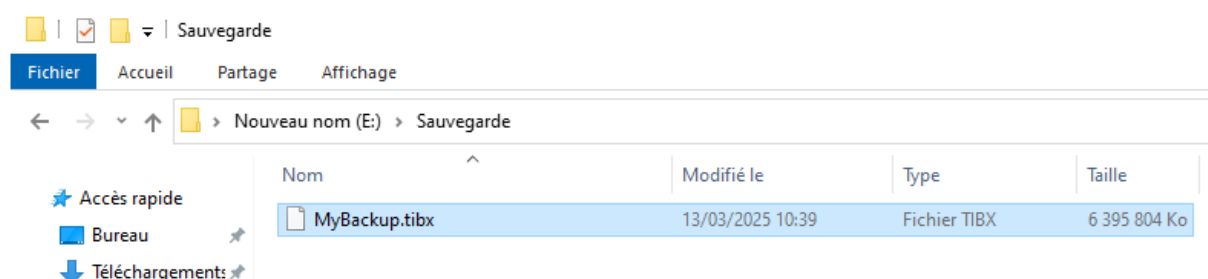 Sauvegarde
Fichier Accueil Partage Affichage
Nouveau nom (E:) > Sauvegarde
Nom Modifié le Type Taille
Accès rapide
MyBackup.tibx 13/03/2025 10:39 Fichier TIBX 6 395 804 Ko
Bureau
Téléchargements